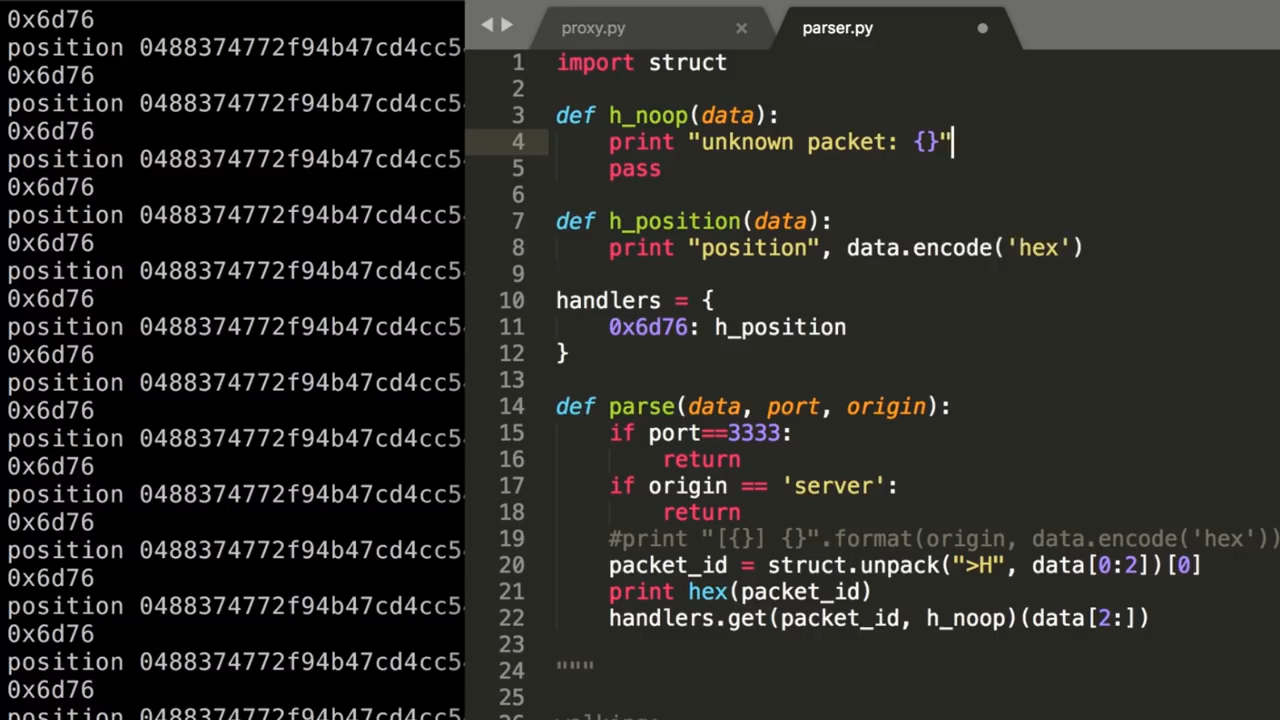 0x6d76
position 0488374772f94b47cd4cc5
0x6d76
position 0488374772f94b47cd4cc5
0x6d76
position 0488374772f94b47cd4cc5
0x6d76
position 0488374772f94b47cd4cc5
0x6d76
position 0488374772f94b47cd4cc5
0x6d76
position 0488374772f94b47cd4cc5
0x6d76
position 0488374772f94b47cd4cc5
0x6d76
position 0488374772f94b47cd4cc5
0x6d76
position 0488374772f94b47cd4cc5
0x6d76
position 0488374772f94b47cd4cc5
0x6d76
position 0488374772f94b47cd4cc5
0x6d76
position 0488374772f94b47cd4cc5
0x6d76
position 0488374772f94b47cd4cc5
proxy.py × parser.py
1 import struct
2
3 def h_noop(data):
4 print "unknown packet: {}"
5 pass
6
7 def h_position(data):
8 print "position", data.encode('hex')
9
10 handlers = {
11 0x6d76: h_position
12 }
13
14 def parse(data, port, origin):
15 if port==3333:
16 return
17 if origin == 'server':
18 return
19 #print "[{}] {}".format(origin, data.encode('hex'))
20 packet_id = struct.unpack(">H", data[0:2])[0]
21 print hex(packet_id)
22 handlers.get(packet_id, h_noop)(data[2:])
23
24 """
25
26 walking: